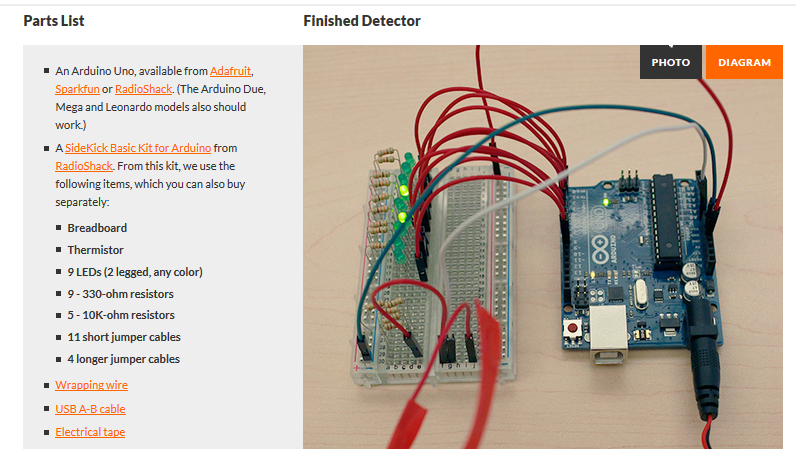 Parts List
Finished Detector
An Arduino Uno, available from Adafruit,
Sparkfun or RadioShack. (The Arduino Due,
Mega and Leonardo models also should
work.)
A SideKick Basic Kit for Arduino from
RadioShack. From this kit, we use the
following items, which you can also buy
separately:
Breadboard
Thermistor
9 LEDs (2 legged, any color)
9 - 330-ohm resistors
5 - 10K-ohm resistors
11 short jumper cables
4 longer jumper cables
Wrapping wire
USB A-B cable
Electrical tape
PHOTO
DIAGRAM
ARDUINO